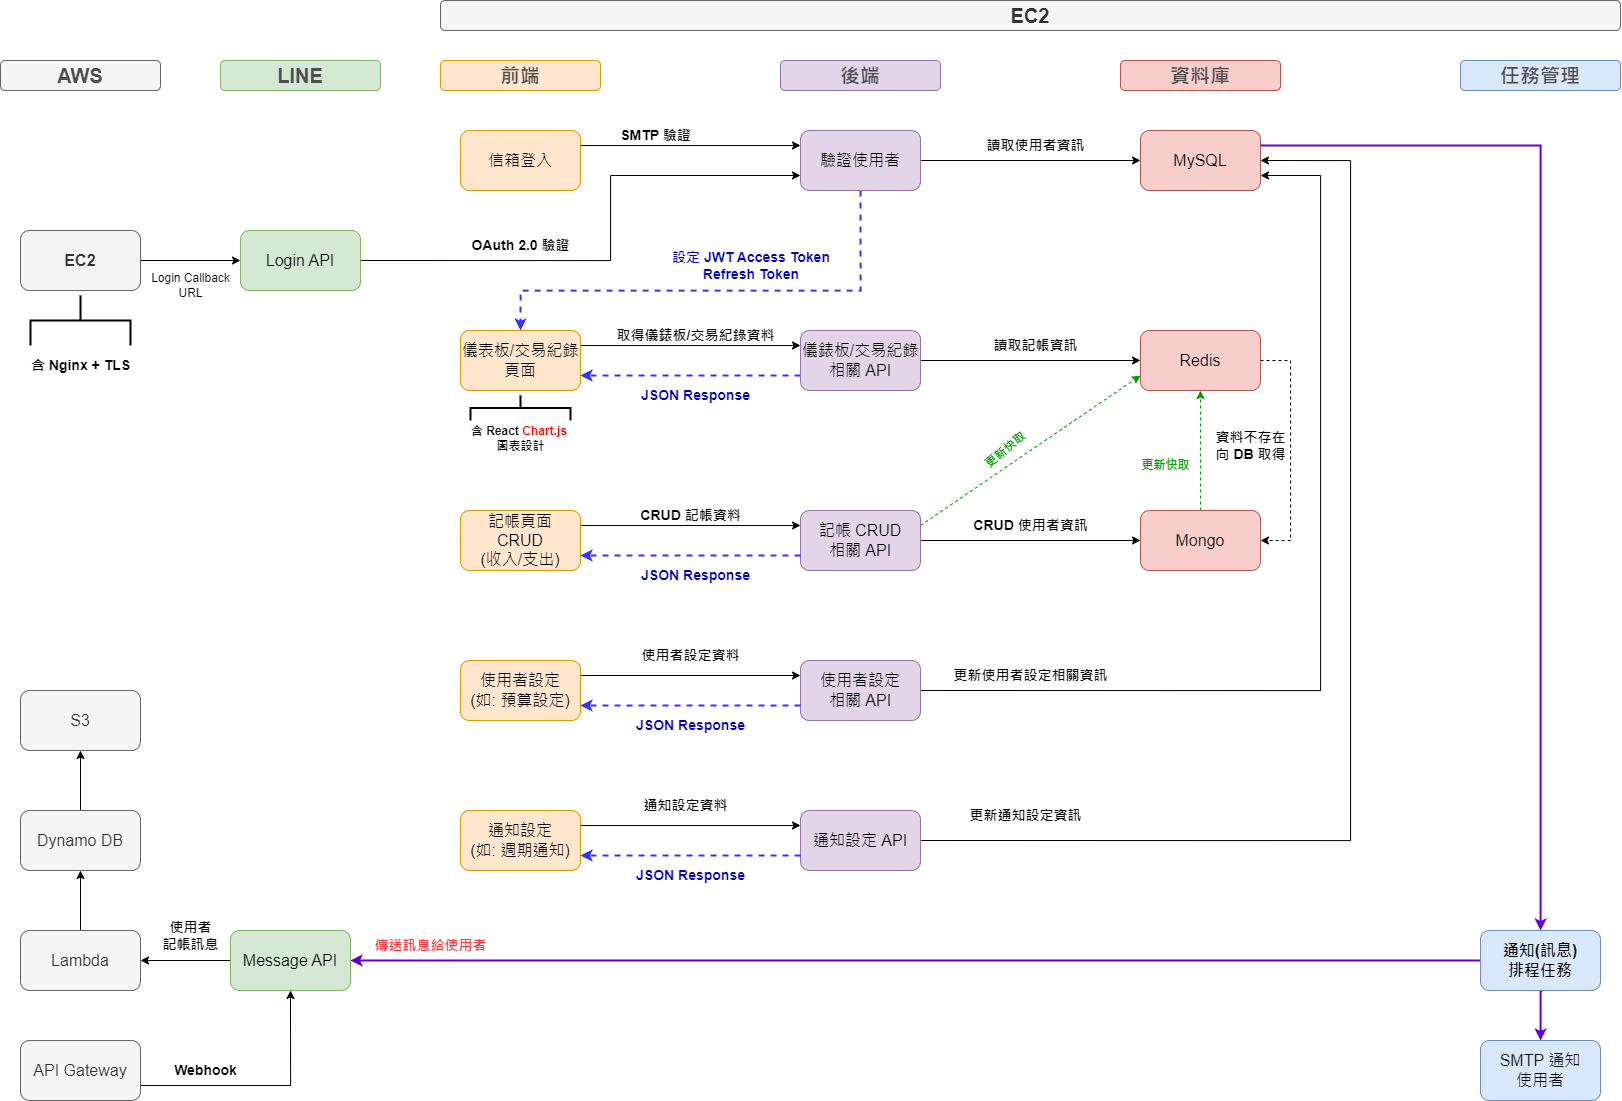 EC2
AWS
LINE
前端
後端
資料庫
任務管理
信箱登入
SMTP 驗證
驗證使用者
讀取使用者資訊
MySQL
EC2
Login Callback
URL
Login API
OAuth 2.0 驗證
設定 JWT Access Token
Refresh Token
含 Nginx + TLS
儀表板/交易紀錄
頁面
取得儀錶板/交易紀錄資料
JSON Response
儀錶板/交易紀錄
相關 API
讀取記帳資訊
Redis
含 React Chart.js
圖表設計
更新快取
更新快取
資料不存在
向 DB 取得
記帳頁面
CRUD
(收入/支出)
CRUD 記帳資料
JSON Response
記帳 CRUD
相關 API
CRUD 使用者資訊
Mongo
使用者設定
(如: 預算設定)
使用者設定資料
JSON Response
使用者設定
相關 API
更新使用者設定相關資訊
S3
Dynamo DB
通知設定
(如: 週期通知)
通知設定資料
JSON Response
通知設定 API
更新通知設定資訊
Lambda
使用者
記帳訊息
Message API
傳送訊息給使用者
通知(訊息)
排程任務
API Gateway
Webhook
SMTP 通知
使用者